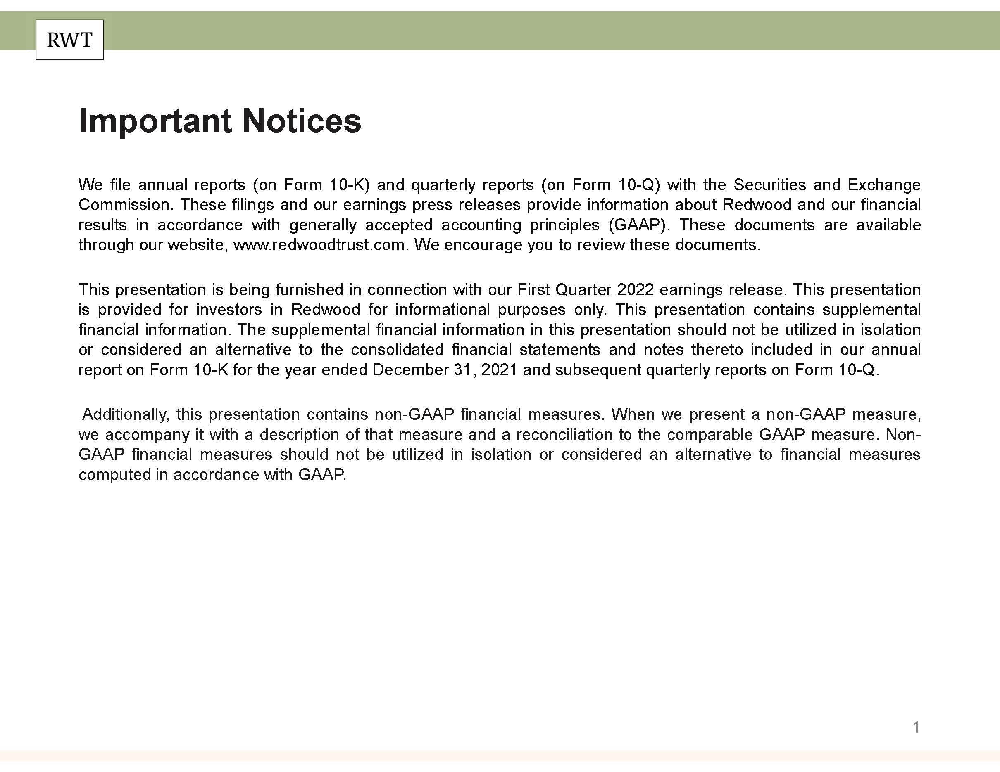 RWT
Important Notices
We file annual reports (on Form 10-K) and quarterly reports (on Form 10-Q) with the Securities and Exchange
Commission. These filings and our earnings press releases provide information about Redwood and our financial
results in accordance with generally accepted accounting principles (GAAP). These documents are available
through our website, www.redwoodtrust.com. We encourage you to review these documents.
This presentation is being furnished in connection with our First Quarter 2022 earnings release. This presentation
is provided for investors in Redwood for informational purposes only. This presentation contains supplemental
financial information. The supplemental financial information in this presentation should not be utilized in isolation
or considered an alternative to the consolidated financial statements and notes thereto included in our annual
report on Form 10-K for the year ended December 31, 2021 and subsequent quarterly reports on Form 10-Q.
Additionally, this presentation contains non-GAAP financial measures. When we present a non-GAAP measure,
we accompany it with a description of that measure and a reconciliation to the comparable GAAP measure. Non-
GAAP financial measures should not be utilized in isolation or considered an alternative to financial measures
computed in accordance with GAAP.
1